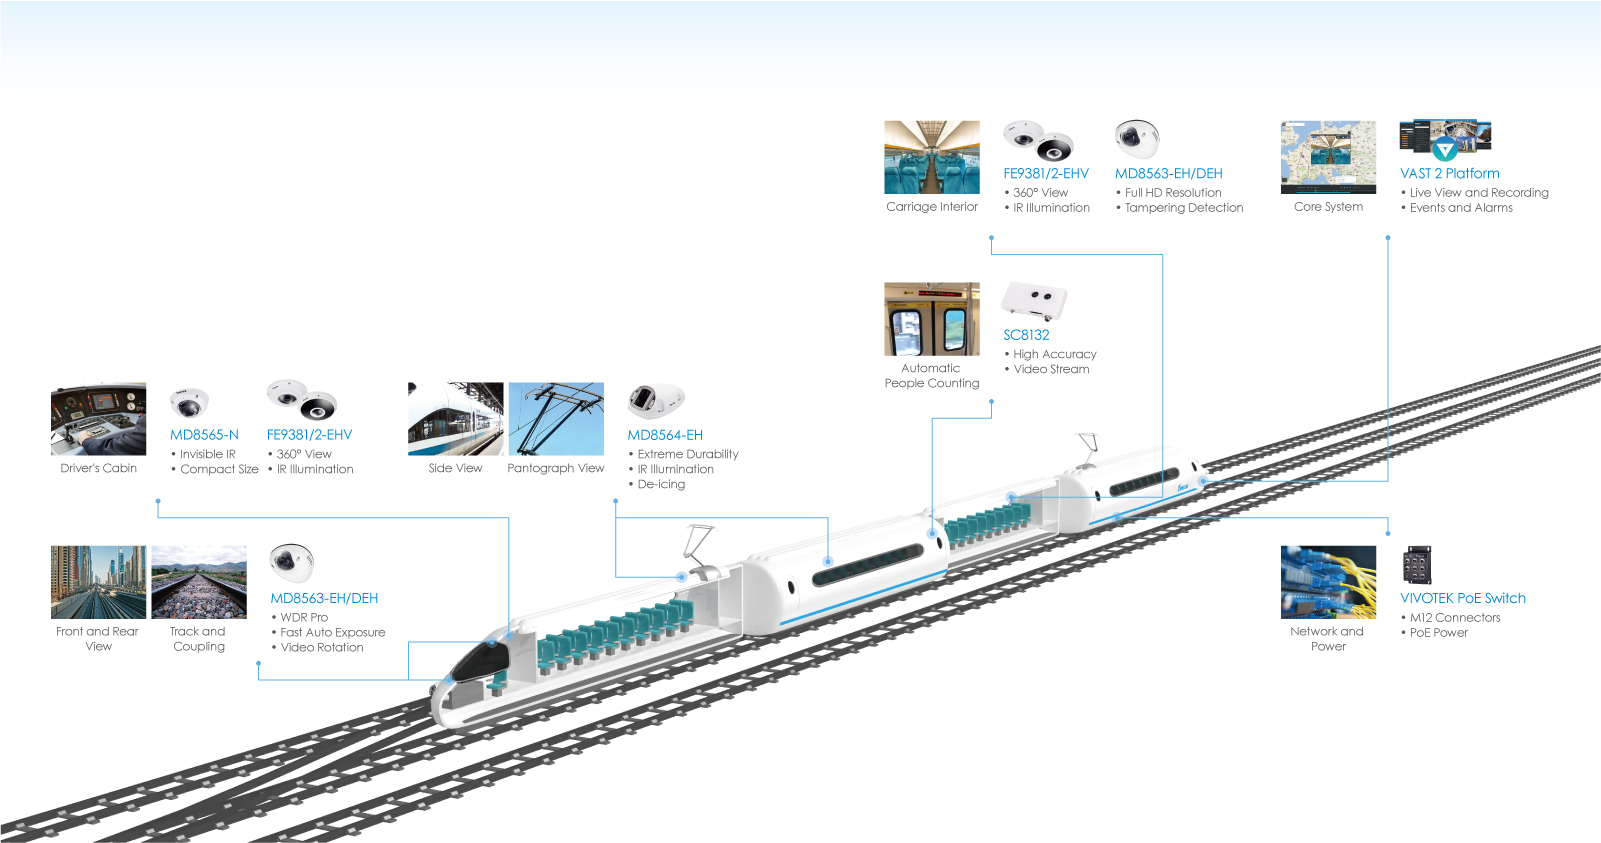 Carriage Interior
FE9381/2-EHV
• 360° View
• IR Illumination
MD8563-EH/DEH
• Full HD Resolution
• Tampering Detection
Core System
VAST 2 Platform
• Live View and Recording
• Events and Alarms
Automatic
People Counting
SC8132
• High Accuracy
• Video Stream
Driver's Cabin
MD8565-N
• Invisible IR
• Compact Size
FE9381/2-EHV
• 360° View
• IR Illumination
Side View
Pantograph View
MD8564-EH
• Extreme Durability
• IR Illumination
• De-icing
Front and Rear
View
Track and
Coupling
MD8563-EH/DEH
• WDR Pro
• Fast Auto Exposure
• Video Rotation
Network and
Power
VIVOTEK PoE Switch
• M12 Connectors
• PoE Power